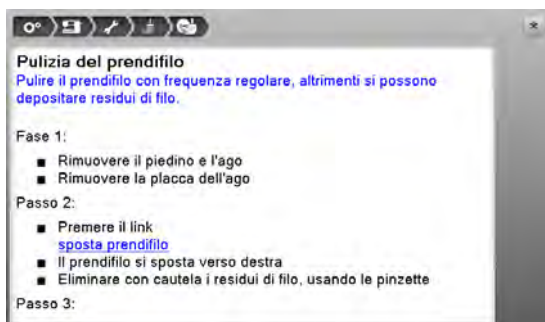 Pulizia del prendifilo
Pulire il prendifilo con frequenza regolare, altrimenti si possono
depositare residui di filo.
Fase 1:
■ Rimuovere il piedino e l'ago
■ Rimuovere la placca dell'ago
Passo 2:
■ Premere il link
sposta prendifilo
■ Il prendifilo si sposta verso destra
■ Eliminare con cautela i residui di filo, usando le pinzette
Passo 3: